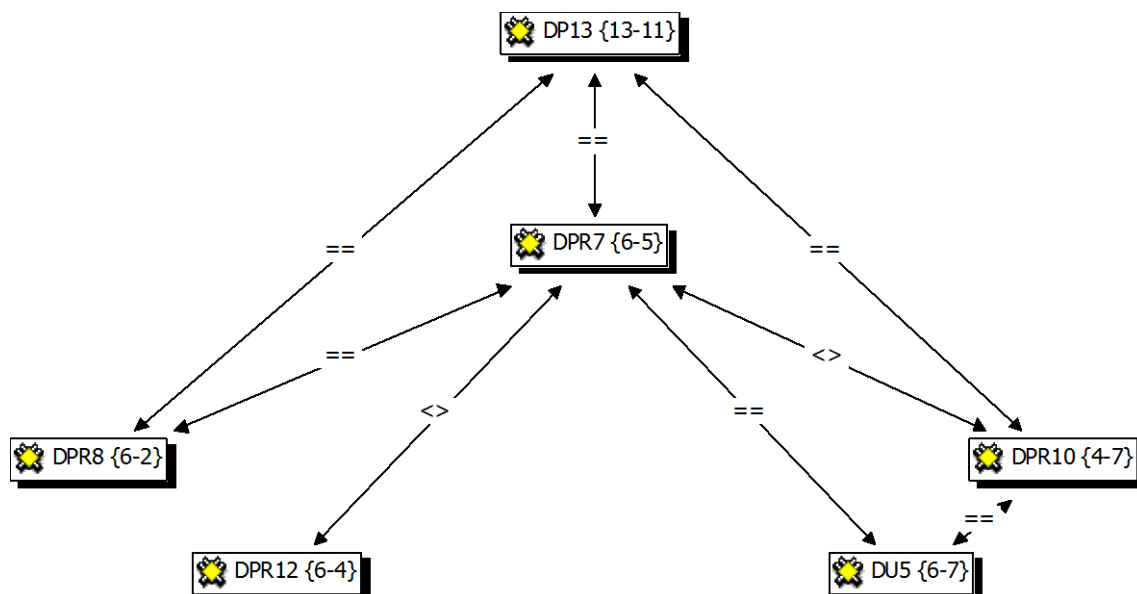 DP13 {13-11}
==
DPR7 {6-5}
==
==
==
<>
<>
==
DPR8 {6-2}
DPR10 {4-7}
==
DPR12 {6-4}
DU5 {6-7}